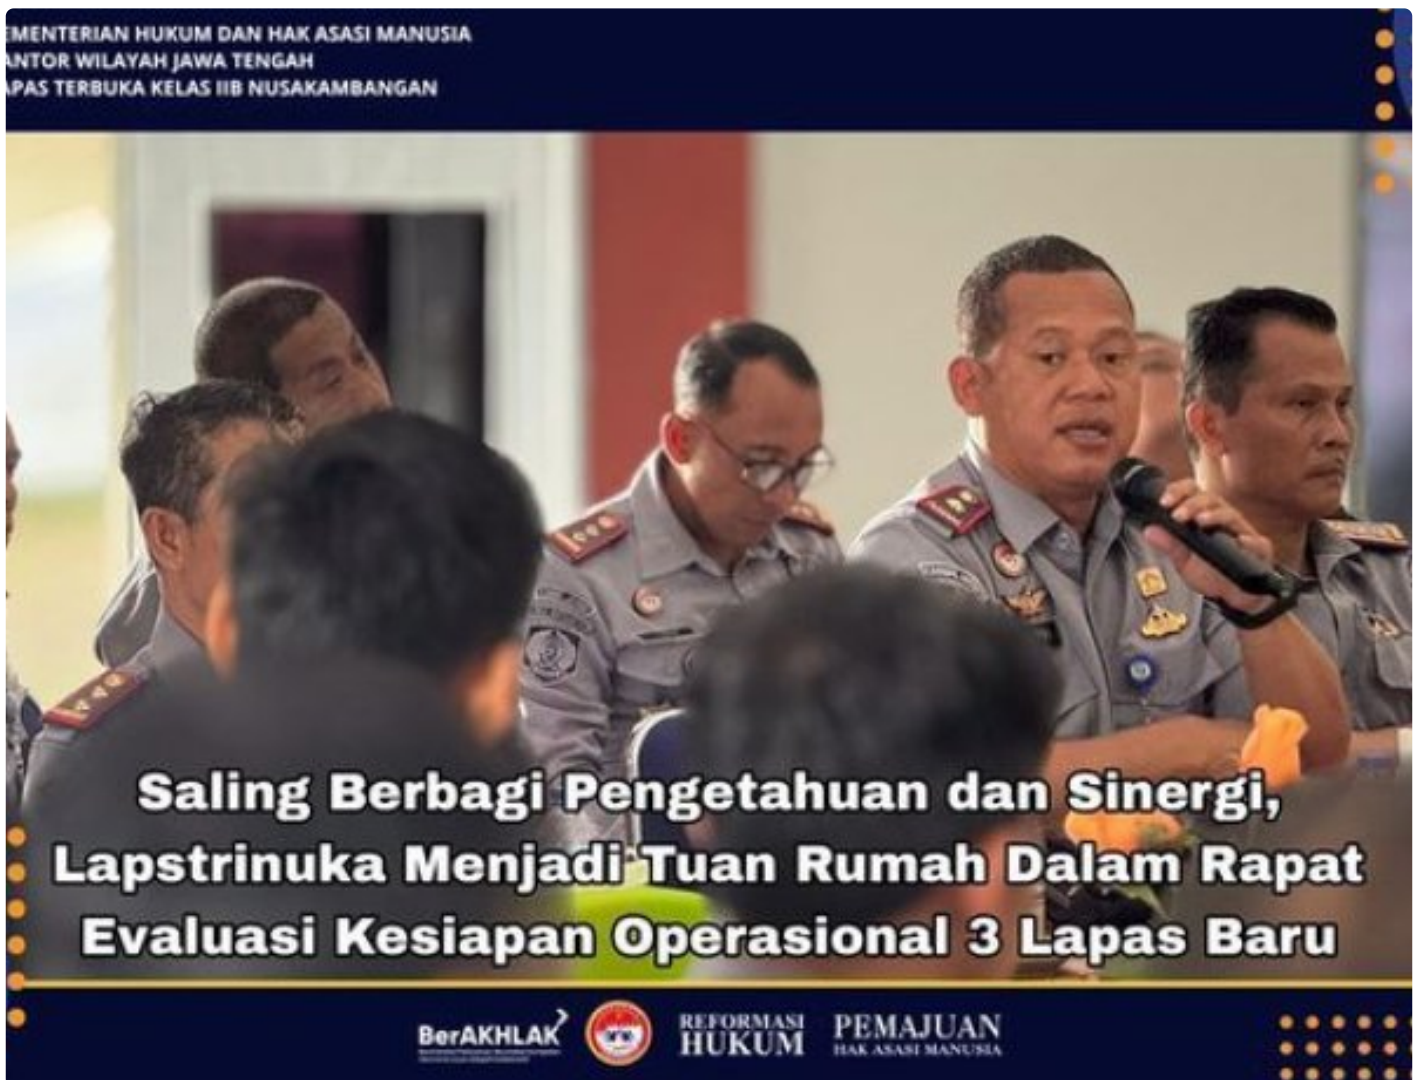 EMENTERIAN HUKUM DAN HAK ASASI MANUSIA
ANTOR WILAYAH JAWA TENGAH
APAS TERBUKA KELAS IIB NUSAKAMBANGAN
Saling Berbagi Pengetahuan dan Sinergi,
Lapstrinuka Menjadi Tuan Rumah Dalam Rapat
Evaluasi Kesiapan Operasional 3 Lapas Baru
BerAKHLAK
REFORMASI
HUKUM
PEMAJUAN
HAK ASASI MANUSIA